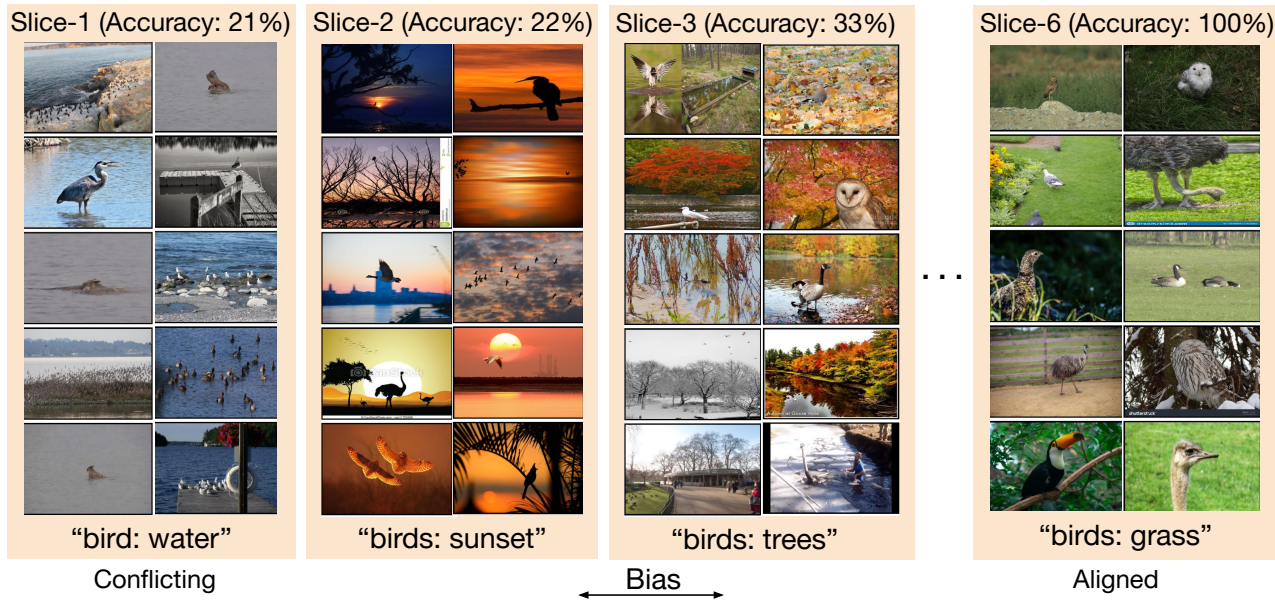 Slice-1 (Accuracy: 21%)
Slice-2 (Accuracy: 22%)
Slice-3 (Accuracy: 33%)
Slice-6 (Accuracy: 100%)
. . .
shutterstock
“bird: water”
“birds: sunset”
“birds: trees”
“birds: grass”
Conflicting
Bias
Aligned